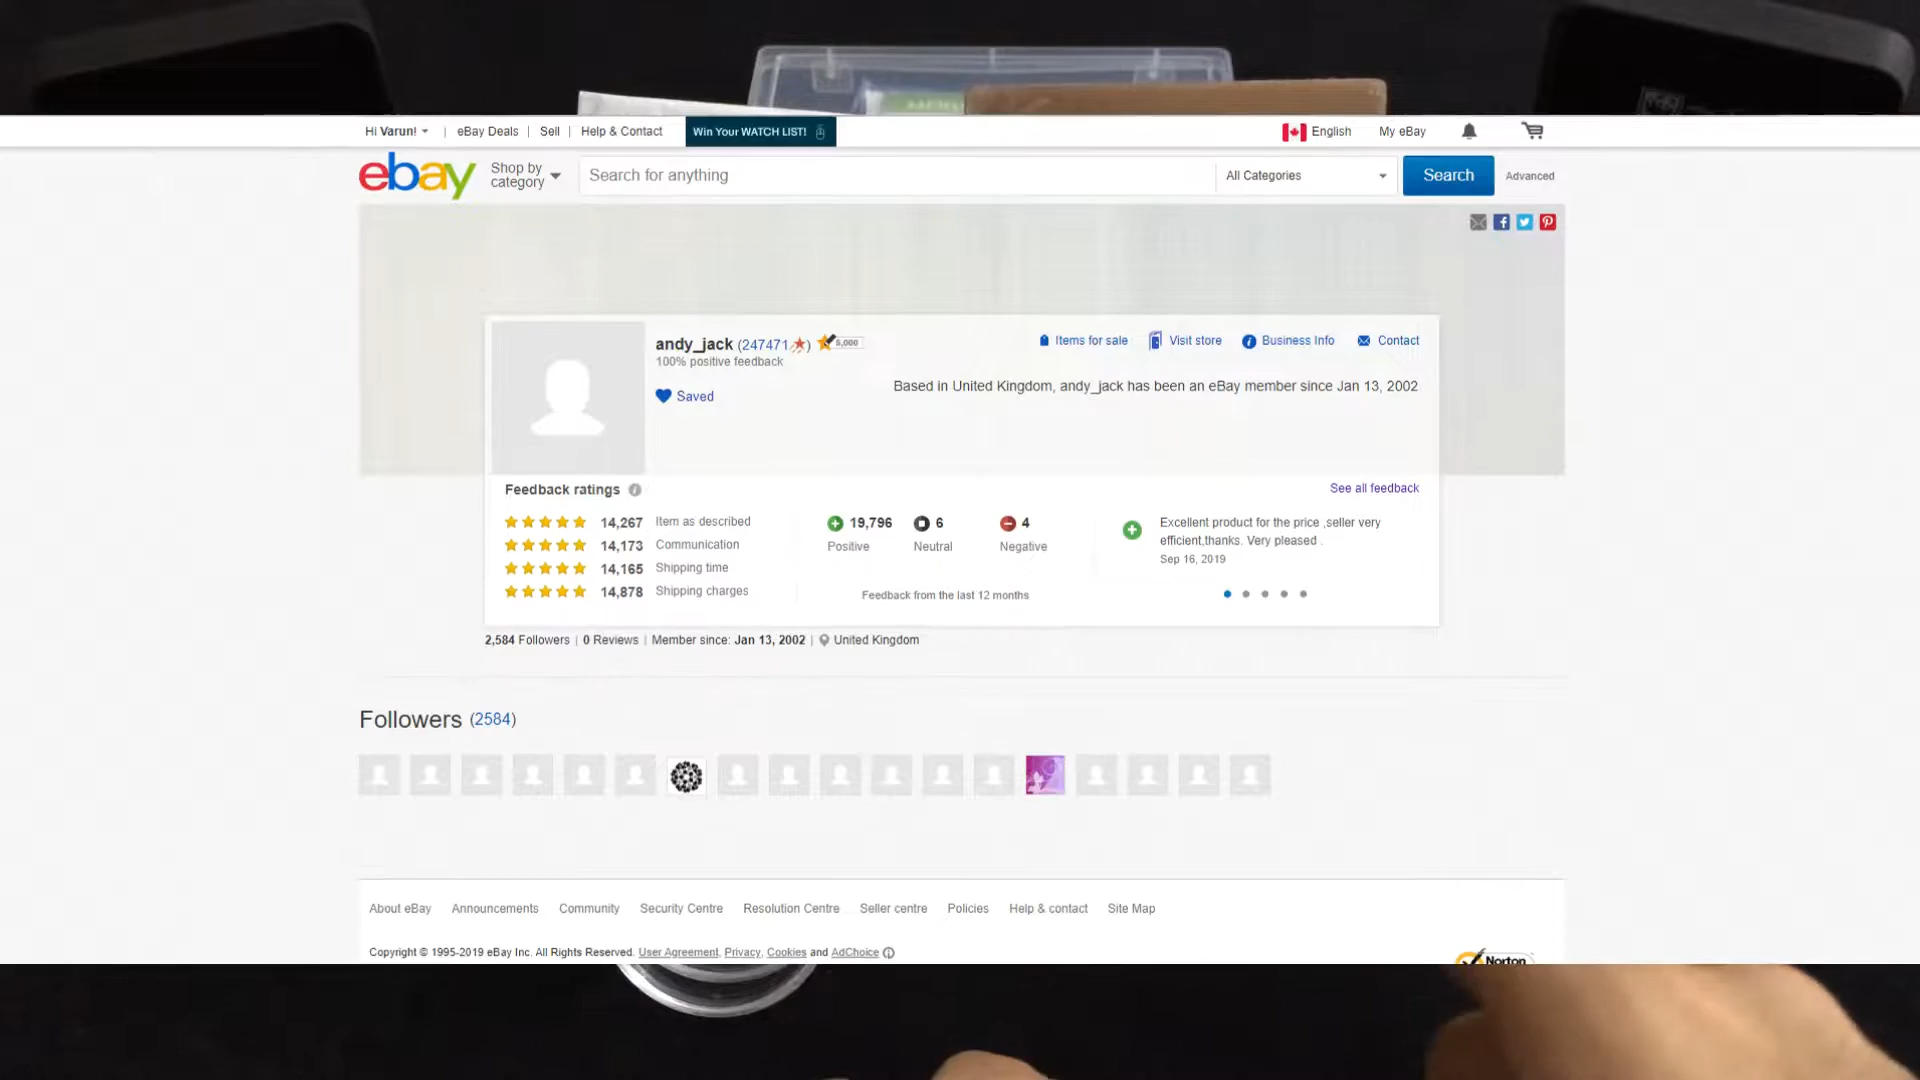 Hi Varun!
eBay Deals
Sell
Help & Contact
Win Your WATCH LIST!
English
My eBay
ebay
Shop by
category
Search for anything
All Categories
Search
Advanced
andy_jack (247471) 5,000
100% positive feedback
Saved
Items for sale
Visit store
Business Info
Contact
Based in United Kingdom, andy_jack has been an eBay member since Jan 13, 2002
Feedback ratings
See all feedback
14,267 Item as described
14,173 Communication
14,165 Shipping time
14,878 Shipping charges
19,796
Positive
6
Neutral
4
Negative
Feedback from the last 12 months
Excellent product for the price ,seller very
efficient,thanks. Very pleased .
Sep 16, 2019
2,584 Followers | 0 Reviews | Member since: Jan 13, 2002 | United Kingdom
Followers (2584)
About eBay
Announcements
Community
Security Centre
Resolution Centre
Seller centre
Policies
Help & contact
Site Map
Copyright © 1995-2019 eBay Inc. All Rights Reserved. User Agreement, Privacy, Cookies and AdChoice
Norton